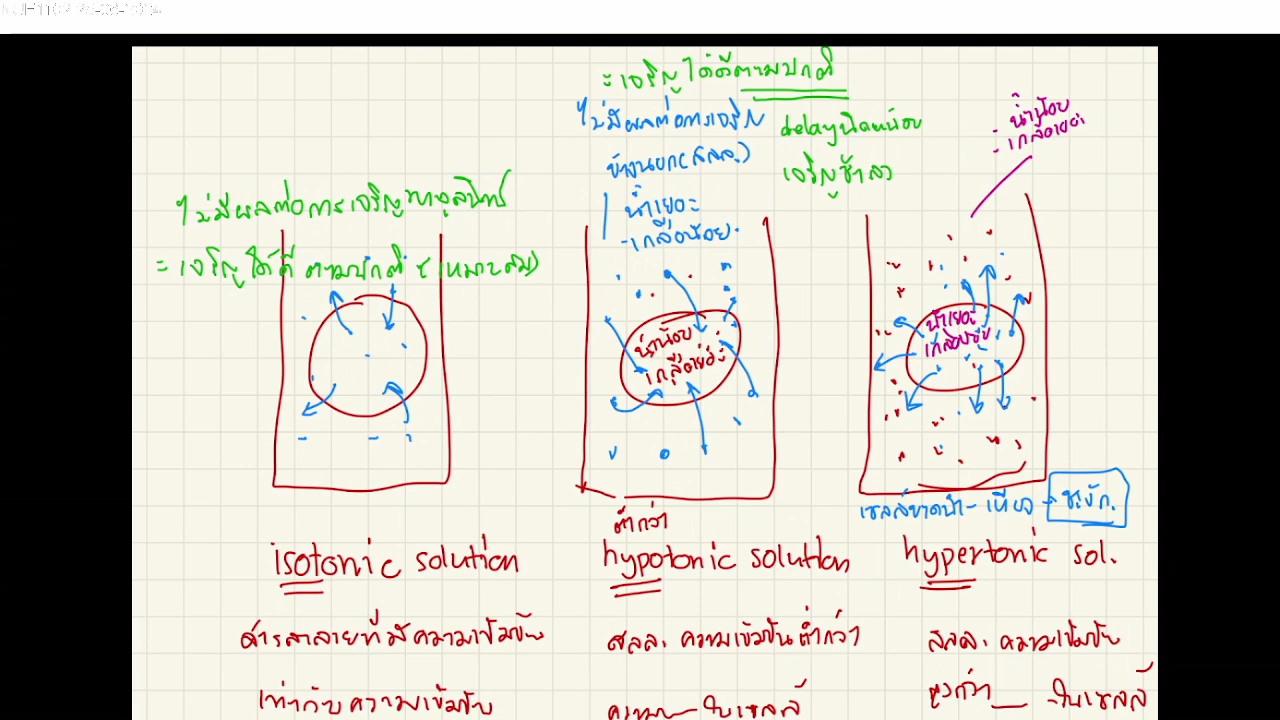 = เจริญได้ดีตามปกติ
ไม่มีผลต่อการเจริญ
delayนิดหน่อย
เจริญช้าลง
น้ำน้อย
= เกลือเยอะ
ข้างนอก(สลล.)
น้ำเยอะ
-เกลือน้อย.
ไม่มีผลต่อการเจริญ
= เจริญได้ดี ตามปกติ (เหมาะสม)
น้ำน้อย
เกลือเยอะ
น้ำเยอะ
เกลือน้อย
เซลล์ขาดน้ำ - เหี่ยว - ชะงัก.
ต่ำกว่า
isotonic solution
hypotonic solution
hypertonic sol.
สารละลายที่มีความเข้มข้น
สลล. ความเข้มข้นต่ำกว่า
สลล. ความเข้มข้น
เท่ากับความเข้มข้น
ในเซลล์
สูงกว่า ในเซลล์